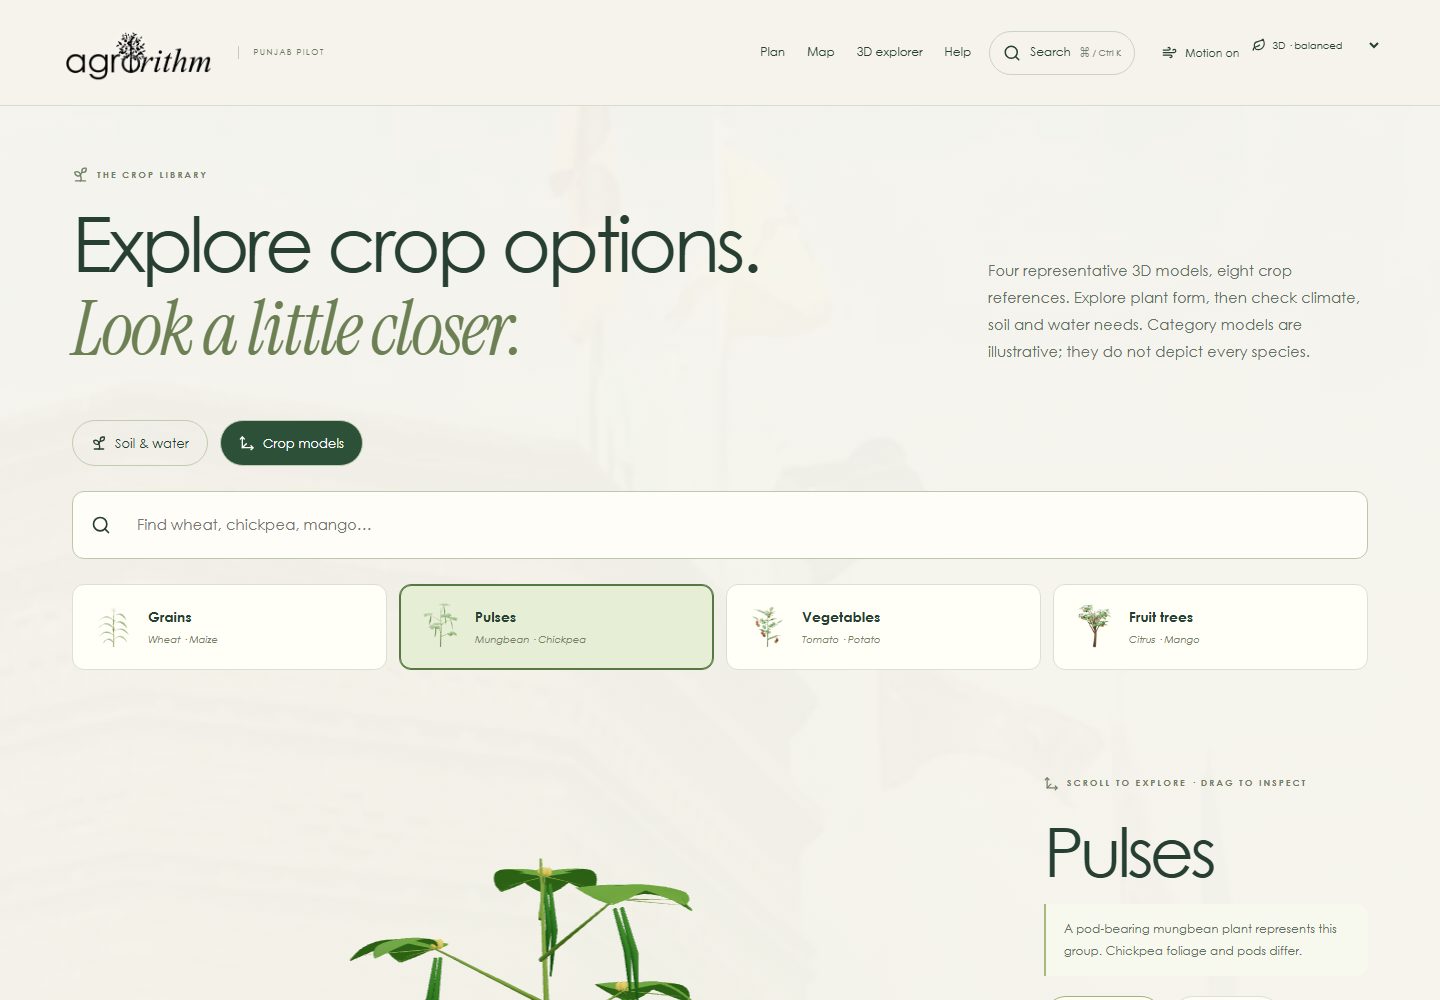 agrorithm
PUNJAB PILOT
Plan
Map
3D explorer
Help
Search ⌘ / Ctrl K
Motion on
3D · balanced
THE CROP LIBRARY
Explore crop options.
Look a little closer.
Four representative 3D models, eight crop
references. Explore plant form, then check climate,
soil and water needs. Category models are
illustrative; they do not depict every species.
Soil & water
Crop models
Find wheat, chickpea, mango…
Grains
Wheat · Maize
Pulses
Mungbean · Chickpea
Vegetables
Tomato · Potato
Fruit trees
Citrus · Mango
SCROLL TO EXPLORE · DRAG TO INSPECT
Pulses
A pod-bearing mungbean plant represents this
group. Chickpea foliage and pods differ.